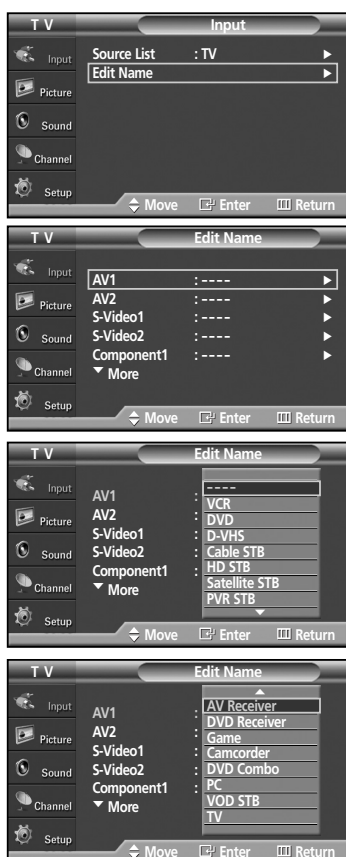 T V Input
Input Source List : TV ►
Edit Name ►
Picture
Sound
Channel
Setup
Move Enter Return
T V Edit Name
Input AV1 : ---- ►
Picture AV2 : ---- ►
S-Video1 : ---- ►
Sound S-Video2 : ---- ►
Component1 : ---- ►
Channel ▼ More
Setup
Move Enter Return
T V Edit Name
Input AV1 : ----
VCR
Picture AV2 : DVD
S-Video1 : D-VHS
Sound S-Video2 : Cable STB
Component1 : HD STB
Channel ▼ More Satellite STB
PVR STB
Setup ▼
Move Enter Return
T V Edit Name
▲
Input AV1 : AV Receiver
DVD Receiver
Picture AV2 : Game
S-Video1 : Camcorder
Sound S-Video2 : DVD Combo
Component1 : PC
Channel ▼ More VOD STB
TV
Setup
Move Enter Return